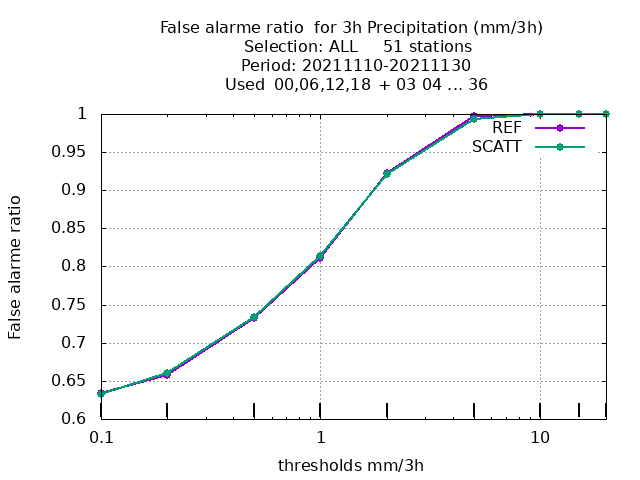 False alarme ratio  for 3h Precipitation (mm/3h)
Selection: ALL     51 stations
Period: 20211110-20211130
Used  00,06,12,18  + 03 04 ... 36
1
0.95
0.9
0.85
0.8
0.75
0.7
0.65
0.6
REF
SCATT
False alarme ratio
0.1
1
10
thresholds mm/3h